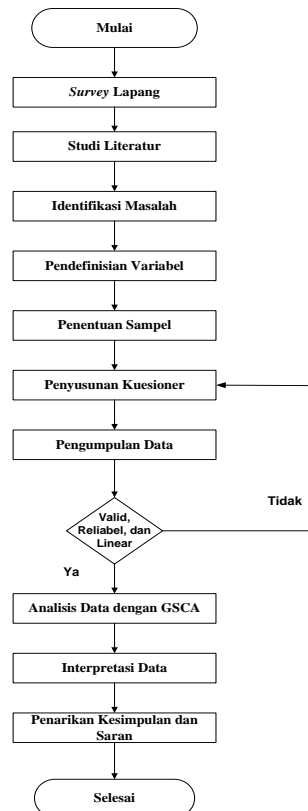 Mulai
Survey Lapang
Studi Literatur
Identifikasi Masalah
Pendefinisian Variabel
Penentuan Sampel
Penyusunan Kuesioner
Pengumpulan Data
Tidak
Valid,
Reliabel, dan
Linear
Ya
Analisis Data dengan GSCA
Interpretasi Data
Penarikan Kesimpulan dan
Saran
Selesai